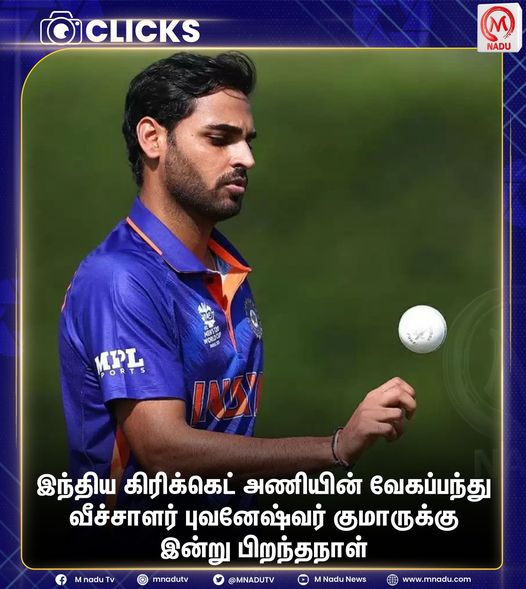 CLICKS
M
NADU
MPL
SPORTS
இந்திய கிரிக்கெட் அணியின் வேகப்பந்து
வீச்சாளர் புவனேஷ்வர் குமாருக்கு
இன்று பிறந்தநாள்
M nadu Tv mnadutv @MNADUTV M Nadu News www.mnadu.com